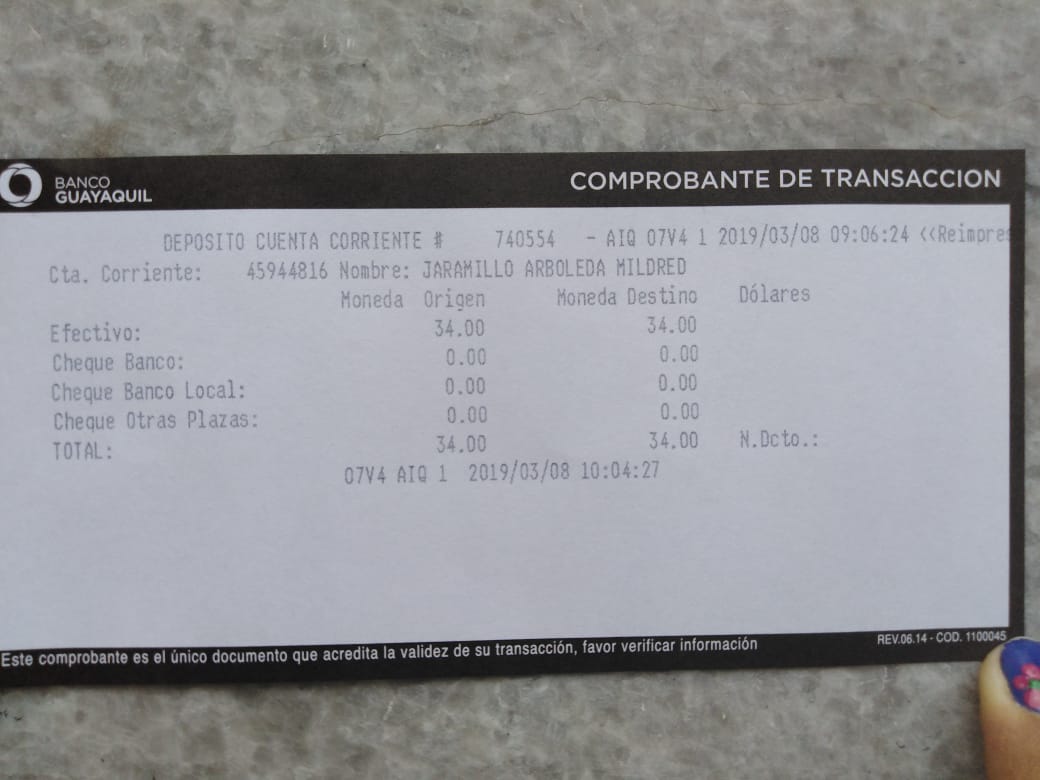 BANCO
GUAYAQUIL
COMPROBANTE DE TRANSACCION
DEPOSITO CUENTA CORRIENTE # 740554 - AIQ 07V4 1 2019/03/08 09:06:24 <<Reimpres
Cta. Corriente: 45944816 Nombre: JARAMILLO ARBOLEDA MILDRED
Moneda Origen Moneda Destino Dólares
Efectivo: 34.00 34.00
Cheque Banco: 0.00 0.00
Cheque Banco Local: 0.00 0.00
Cheque Otras Plazas: 0.00 0.00
TOTAL: 34.00 34.00 N.Dcto.:
07V4 AIQ 1 2019/03/08 10:04:27
Este comprobante es el único documento que acredita la validez de su transacción, favor verificar información
REV.06.14 - COD. 1100045